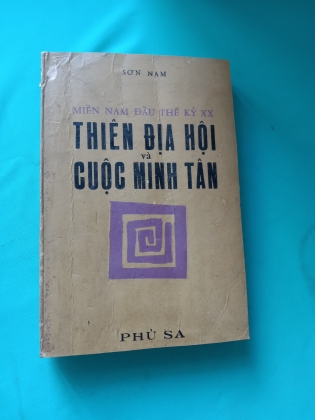 SƠN NAM
MIỀN NAM ĐẦU THẾ KỶ XX
THIÊN ĐỊA HỘI
và
CUỘC MINH TÂN
PHÙ SA